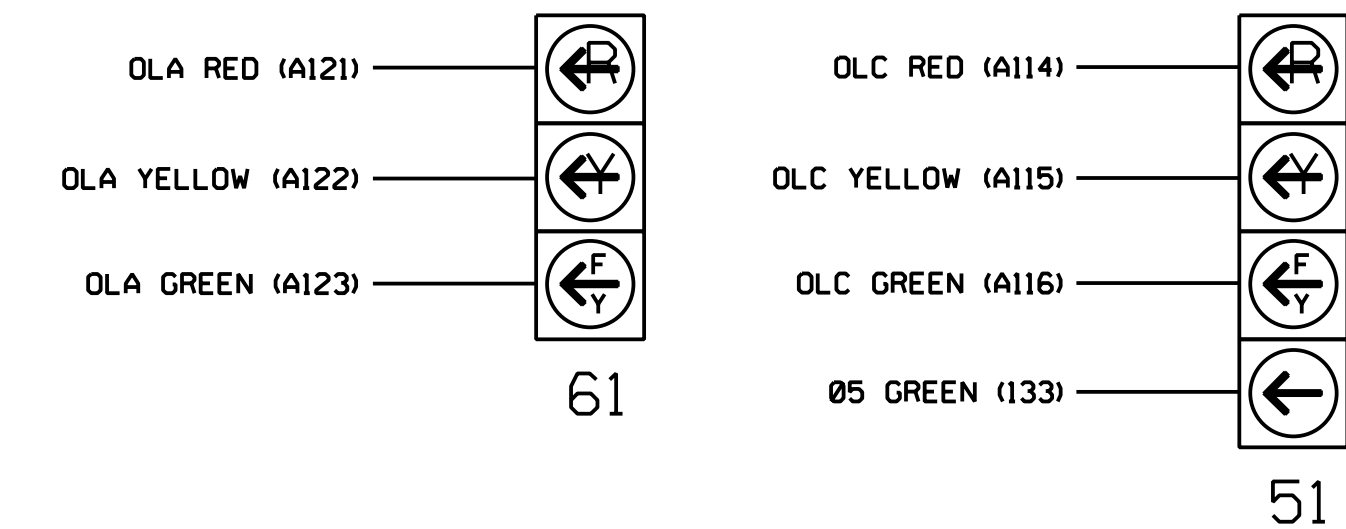 OLA RED (A121)
R
OLA YELLOW (A122)
Y
OLA GREEN (A123)
F
Y
61
OLC RED (A114)
R
OLC YELLOW (A115)
Y
OLC GREEN (A116)
F
Y
Ø5 GREEN (133)
51